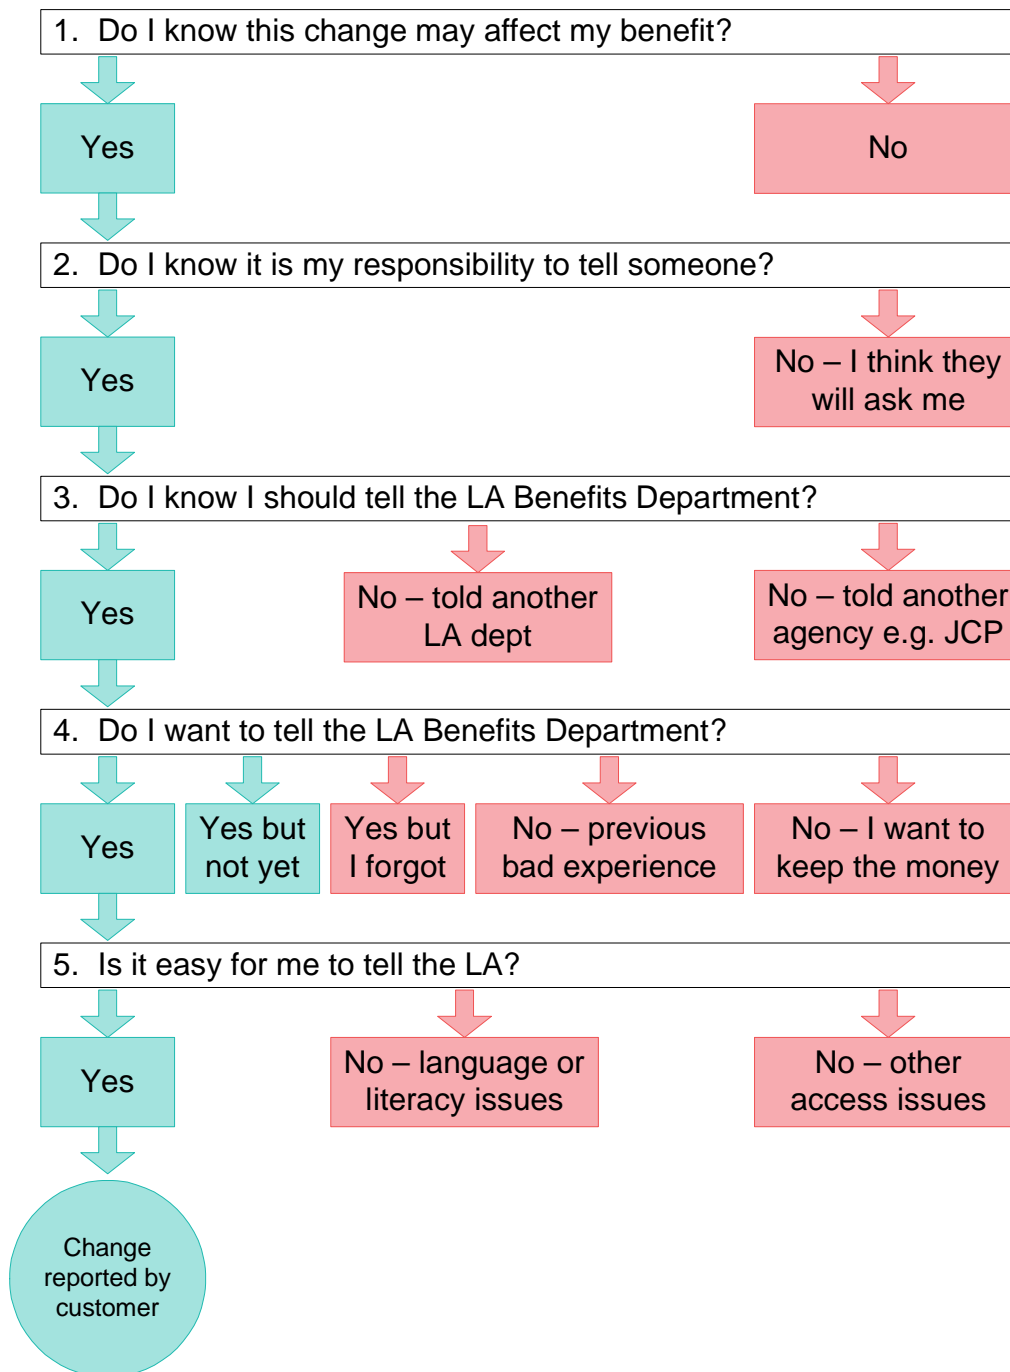 1. Do I know this change may affect my benefit?
Yes
No
2. Do I know it is my responsibility to tell someone?
Yes
No – I think they
will ask me
3. Do I know I should tell the LA Benefits Department?
Yes
No – told another
LA dept
No – told another
agency e.g. JCP
4. Do I want to tell the LA Benefits Department?
Yes
Yes but
not yet
Yes but
I forgot
No – previous
bad experience
No – I want to
keep the money
5. Is it easy for me to tell the LA?
Yes
No – language or
literacy issues
No – other
access issues
Change
reported by
customer